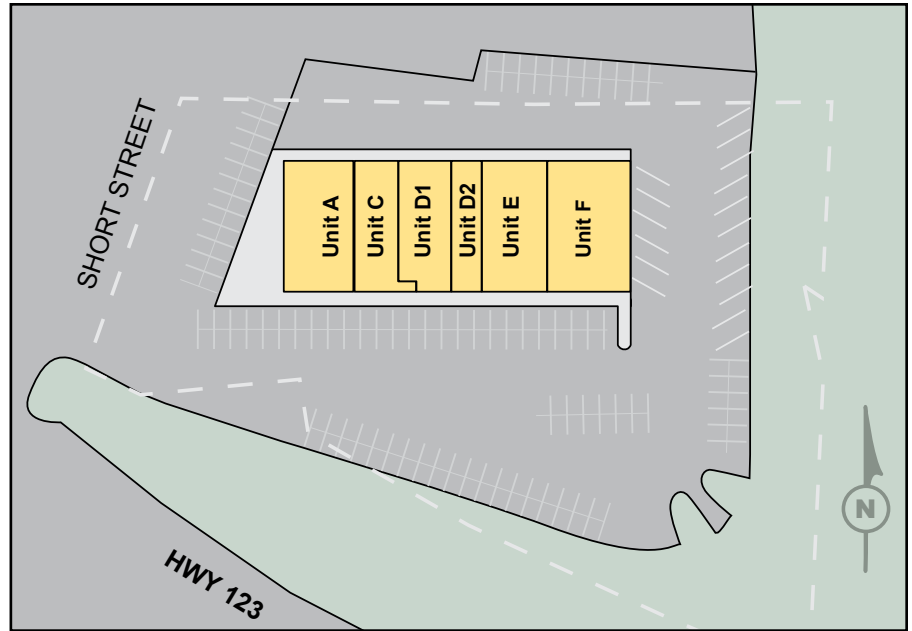 SHORT STREET
Unit A
Unit C
Unit D1
Unit D2
Unit E
Unit F
N
HWY 123